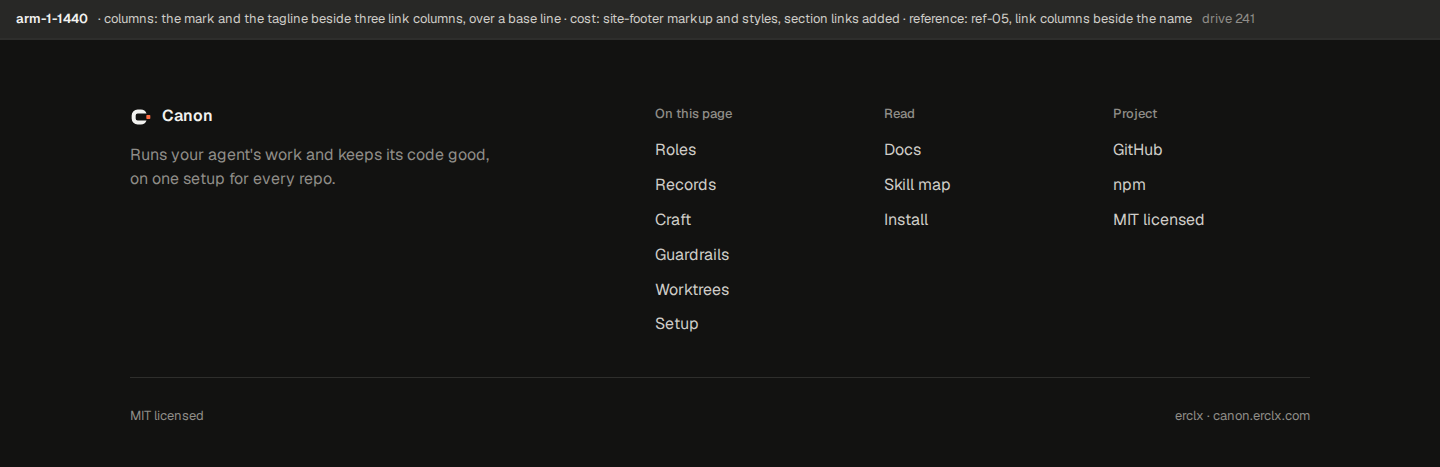 arm-1-1440 · columns: the mark and the tagline beside three link columns, over a base line · cost: site-footer markup and styles, section links added · reference: ref-05, link columns beside the name drive 241
Canon
Runs your agent's work and keeps its code good,
on one setup for every repo.
On this page
Roles
Records
Craft
Guardrails
Worktrees
Setup
Read
Docs
Skill map
Install
Project
GitHub
npm
MIT licensed
MIT licensed
erclx · canon.erclx.com